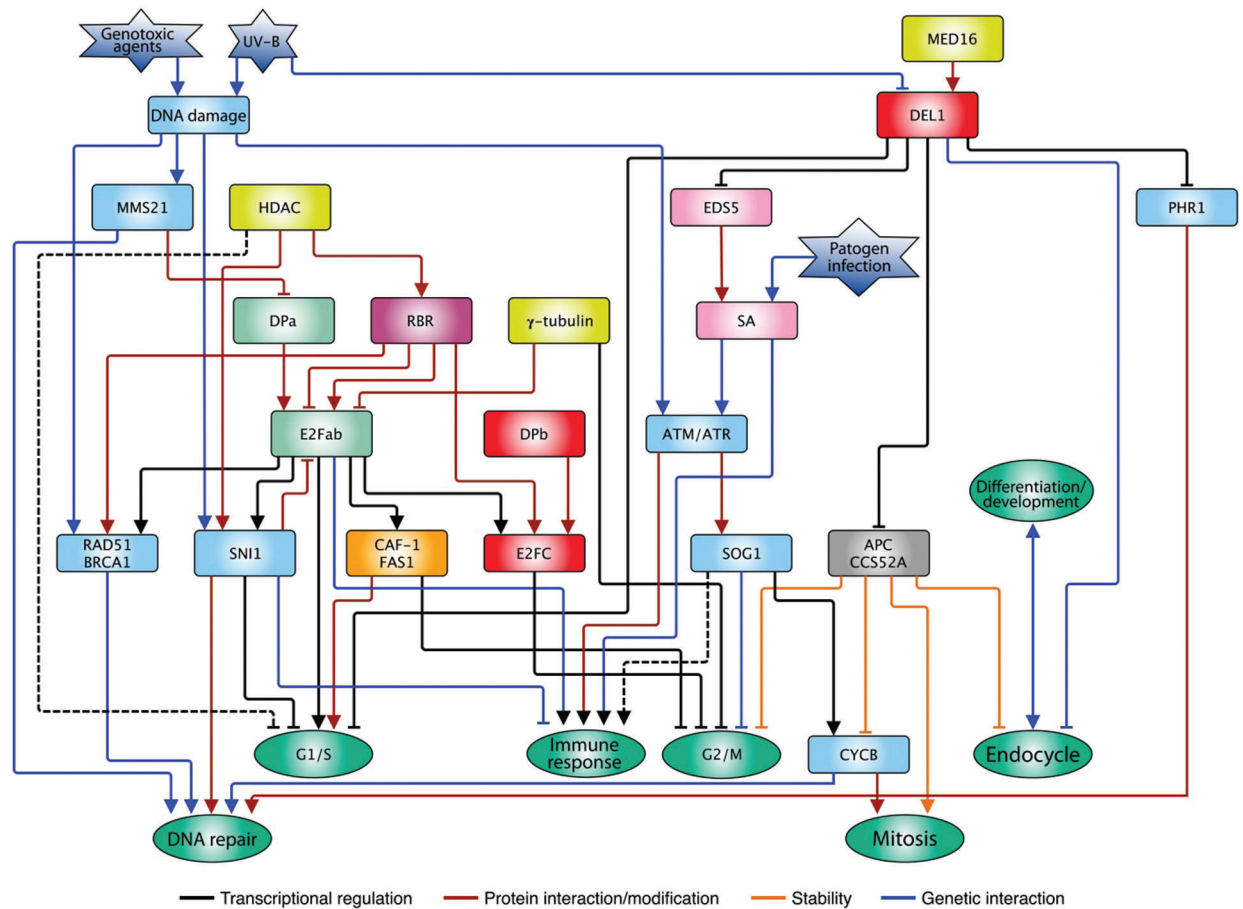 Genotoxic
agents
UV-B
MED16
DNA damage
DEL1
MMS21
HDAC
EDS5
PHR1
Patogen
infection
DPa
RBR
γ-tubulin
SA
E2Fab
DPb
ATM/ATR
Differentiation/
development
RAD51
BRCA1
SNI1
CAF-1
FAS1
E2FC
SOG1
APC
CCS52A
G1/S
Immune
response
G2/M
CYCB
Endocycle
DNA repair
Mitosis
Transcriptional regulation
Protein interaction/modification
Stability
Genetic interaction